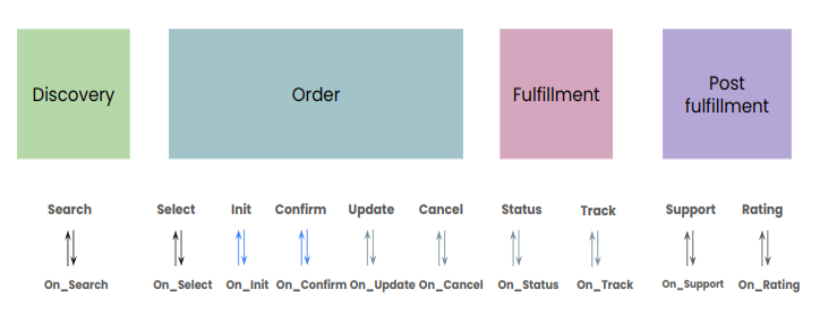 Discovery
Order
Fulfillment
Post
fulfillment
Search Select Init Confirm Update Cancel Status Track Support Rating
On_Search On_Select On_Init On_Confirm On_Update On_Cancel On_Status On_Track On_Support On_Rating